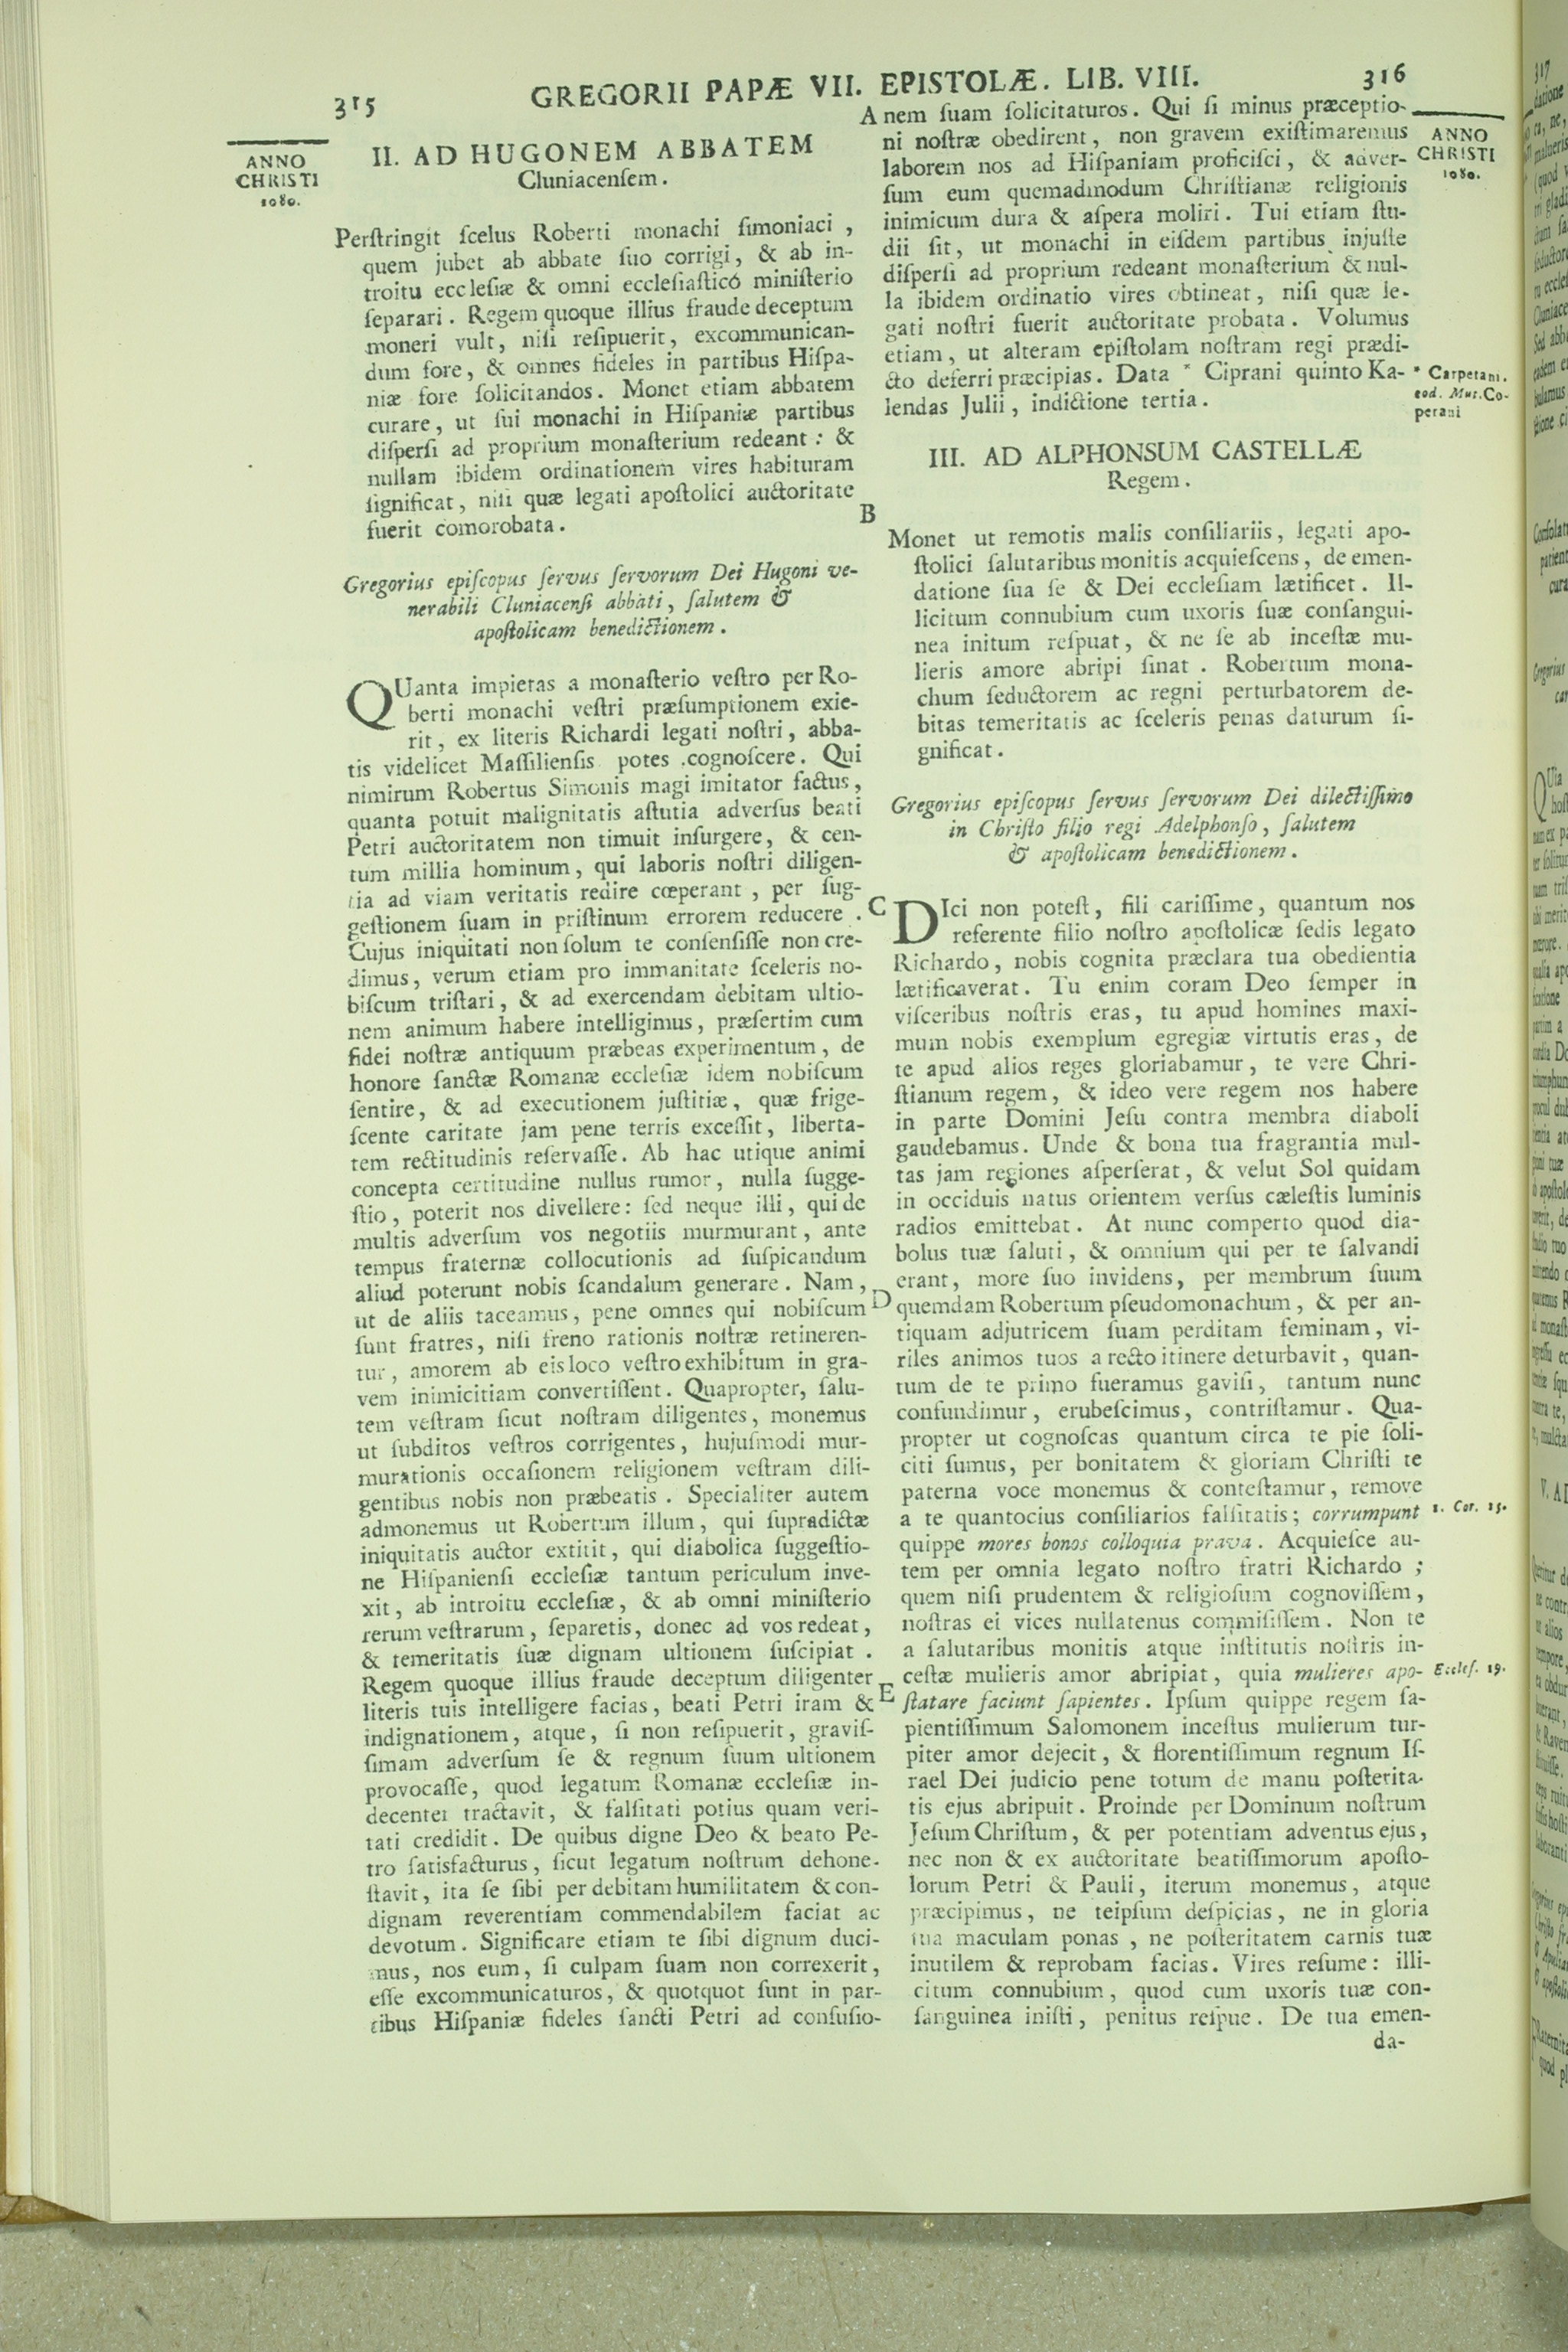 315
GREGORII PAPÆ VII. EPISTOLÆ. LIB. VIII.
316
ANNO
CHRISTI
1080.
II. AD HUGONEM ABBATEM
Cluniacenſem.
Perſtringit ſcelus Roberti monachi ſimoniaci,
quem jubet ab abbate ſuo corrigi, & ab in-
troitu eccleſiæ & omni eccleſiaſticó miniſterio
ſeparari. Regem quoque illius fraude deceptum
moneri vult, niſi reſipuerit, excommunican-
dum fore, & omnes fideles in partibus Hiſpa-
niæ fore ſolicitandos. Monet etiam abbatem
curare, ut ſui monachi in Hiſpaniæ partibus
diſperſi ad proprium monaſterium redeant: &
nullam ibidem ordinationem vires habituram
ſignificat, niſi quæ legati apoſtolici auctoritate
fuerit comorobata.
Gregorius epiſcopus ſervus ſervorum Dei Hugoni ve-
nerabili Cluniacenſi abbati, ſalutem &
apoſtolicam benedictionem.
QUanta impietas a monaſterio veſtro per Ro-
berti monachi veſtri præſumptionem exie-
rit, ex literis Richardi legati noſtri, abba-
tis videlicet Maſſilienſis potes cognoſcere. Qui
nimirum Robertus Simonis magi imitator factus,
quanta potuit malignitatis aſtutia adverſus beati
Petri auctoritatem non timuit inſurgere, & cen-
tum millia hominum, qui laboris noſtri diligen-
tia ad viam veritatis redire cœperant, per ſug-
geſtionem ſuam in priſtinum errorem reducere.
Cujus iniquitati non ſolum te conſenſiſſe non cre-
dimus, verum etiam pro immanitate ſceleris no-
biſcum triſtari, & ad exercendam debitam ultio-
nem animum habere intelligimus, præſertim cum
fidei noſtræ antiquum præbeas experimentum, de
honore ſanctæ Romanæ eccleſiæ idem nobiſcum
ſentire, & ad executionem juſtitiæ, quæ frige-
ſcente caritate jam pene terris exceſſit, liberta-
tem rectitudinis reſervaſſe. Ab hac utique animi
concepta certitudine nullus rumor, nulla ſugge-
ſtio, poterit nos divellere: ſed neque illi, qui de
multis adverſum vos negotiis murmurant, ante
tempus fraternæ collocutionis ad ſuſpicandum
aliud poterunt nobis ſcandalum generare. Nam,
ut de aliis taceamus, pene omnes qui nobiſcum
ſunt fratres, niſi freno rationis noſtræ retineren-
tur, amorem ab eis loco veſtro exhibitum in gra-
vem inimicitiam convertiſſent. Quapropter, ſalu-
tem veſtram ſicut noſtram diligentes, monemus
ut ſubditos veſtros corrigentes, hujuſmodi mur-
murationis occaſionem religionem veſtram dili-
gentibus nobis non præbeatis. Specialiter autem
admonemus ut Robertum illum, qui ſupradictæ
iniquitatis auctor extitit, qui diabolica ſuggeſtio-
ne Hiſpanienſi eccleſiæ tantum periculum inve-
xit, ab introitu eccleſiæ, & ab omni miniſterio
rerum veſtrarum, ſeparetis, donec ad vos redeat,
& temeritatis ſuæ dignam ultionem ſuſcipiat.
Regem quoque illius fraude deceptum diligenter
literis tuis intelligere facias, beati Petri iram &
indignationem, atque, ſi non reſipuerit, graviſ-
ſimam adverſum ſe & regnum ſuum ultionem
provocaſſe, quod legatum Romanæ eccleſiæ in-
decenter tractavit, & falſitati potius quam veri-
tati credidit. De quibus digne Deo & beato Pe-
tro ſatisfacturus, ſicut legatum noſtrum dehone-
ſtavit, ita ſe ſibi per debitam humilitatem & con-
dignam reverentiam commendabilem faciat ac
devotum. Significare etiam te ſibi dignum duci-
mus, nos eum, ſi culpam ſuam non correxerit,
eſſe excommunicaturos, & quotquot ſunt in par-
tibus Hiſpaniæ fideles ſancti Petri ad confuſio-
A
B
C
D
E
nem ſuam ſolicitaturos. Qui ſi minus præceptio-
ni noſtræ obedirent, non gravem exiſtimaremus
laborem nos ad Hiſpaniam proficiſci, & adver-
ſum eum quemadmodum Chriſtianæ religionis
inimicum dura & aſpera moliri. Tui etiam ſtu-
dii ſit, ut monachi in eiſdem partibus injuſte
diſperſi ad proprium redeant monaſterium & nul-
la ibidem ordinatio vires obtineat, niſi quæ le-
gati noſtri fuerit auctoritate probata. Volumus
etiam, ut alteram epiſtolam noſtram regi prædi-
cto deferri præcipias. Data * Ciprani quinto Ka-
lendas Julii, indictione tertia.
ANNO
CHRISTI
1080.
* Carpetani.
cod. Mut. Co-
perani
III. AD ALPHONSUM CASTELLÆ
Regem.
Monet ut remotis malis conſiliariis, legati apo-
ſtolici ſalutaribus monitis acquieſcens, de emen-
datione ſua ſe & Dei eccleſiam lætificet. Il-
licitum connubium cum uxoris ſuæ conſangui-
nea initum reſpuat, & ne ſe ab inceſtæ mu-
lieris amore abripi ſinat. Robertum mona-
chum ſeductorem ac regni perturbatorem de-
bitas temeritatis ac ſceleris penas daturum ſi-
gnificat.
Gregorius epiſcopus ſervus ſervorum Dei dilectiſſimo
in Chriſto filio regi Adelphonſo, ſalutem
& apoſtolicam benedictionem.
DIci non poteſt, fili cariſſime, quantum nos
referente filio noſtro apoſtolicæ ſedis legato
Richardo, nobis cognita præclara tua obedientia
lætificaverat. Tu enim coram Deo ſemper in
viſceribus noſtris eras, tu apud homines maxi-
mum nobis exemplum egregiæ virtutis eras, de
te apud alios reges gloriabamur, te vere Chri-
ſtianum regem, & ideo vere regem nos habere
in parte Domini Jeſu contra membra diaboli
gaudebamus. Unde & bona tua fragrantia mul-
tas jam regiones aſperſerat, & velut Sol quidam
in occiduis natus orientem verſus cæleſtis luminis
radios emittebat. At nunc comperto quod dia-
bolus tuæ ſaluti, & omnium qui per te ſalvandi
erant, more ſuo invidens, per membrum ſuum
quemdam Robertum pſeudomonachum, & per an-
tiquam adjutricem ſuam perditam feminam, vi-
riles animos tuos a recto itinere deturbavit, quan-
tum de te primo fueramus gaviſi, tantum nunc
confundimur, erubeſcimus, contriſtamur. Qua-
propter ut cognoſcas quantum circa te pie ſoli-
citi ſumus, per bonitatem & gloriam Chriſti te
paterna voce monemus & conteſtamur, remove
a te quantocius conſiliarios falſitatis; corrumpunt
quippe mores bonos colloquia prava. Acquieſce au-
tem per omnia legato noſtro fratri Richardo;
quem niſi prudentem & religioſum cognoviſſem,
noſtras ei vices nullatenus commiſiſſem. Non te
a ſalutaribus monitis atque inſtitutis noſtris in-
ceſtæ mulieris amor abripiat, quia mulieres apo-
ſtatare faciunt ſapientes. Ipſum quippe regem ſa-
pientiſſimum Salomonem inceſtus mulierum tur-
piter amor dejecit, & florentiſſimum regnum Iſ-
rael Dei judicio pene totum de manu poſterita-
tis ejus abripuit. Proinde per Dominum noſtrum
Jeſum Chriſtum, & per potentiam adventus ejus,
nec non & ex auctoritate beatiſſimorum apoſto-
lorum Petri & Pauli, iterum monemus, atque
præcipimus, ne teipſum deſpicias, ne in gloria
tua maculam ponas, ne poſteritatem carnis tuæ
inutilem & reprobam facias. Vires reſume: illi-
citum connubium, quod cum uxoris tuæ con-
ſanguinea iniſti, penitus reſpue. De tua emen-
da-
1. Cor. 15.
Eccleſ. 19.
317